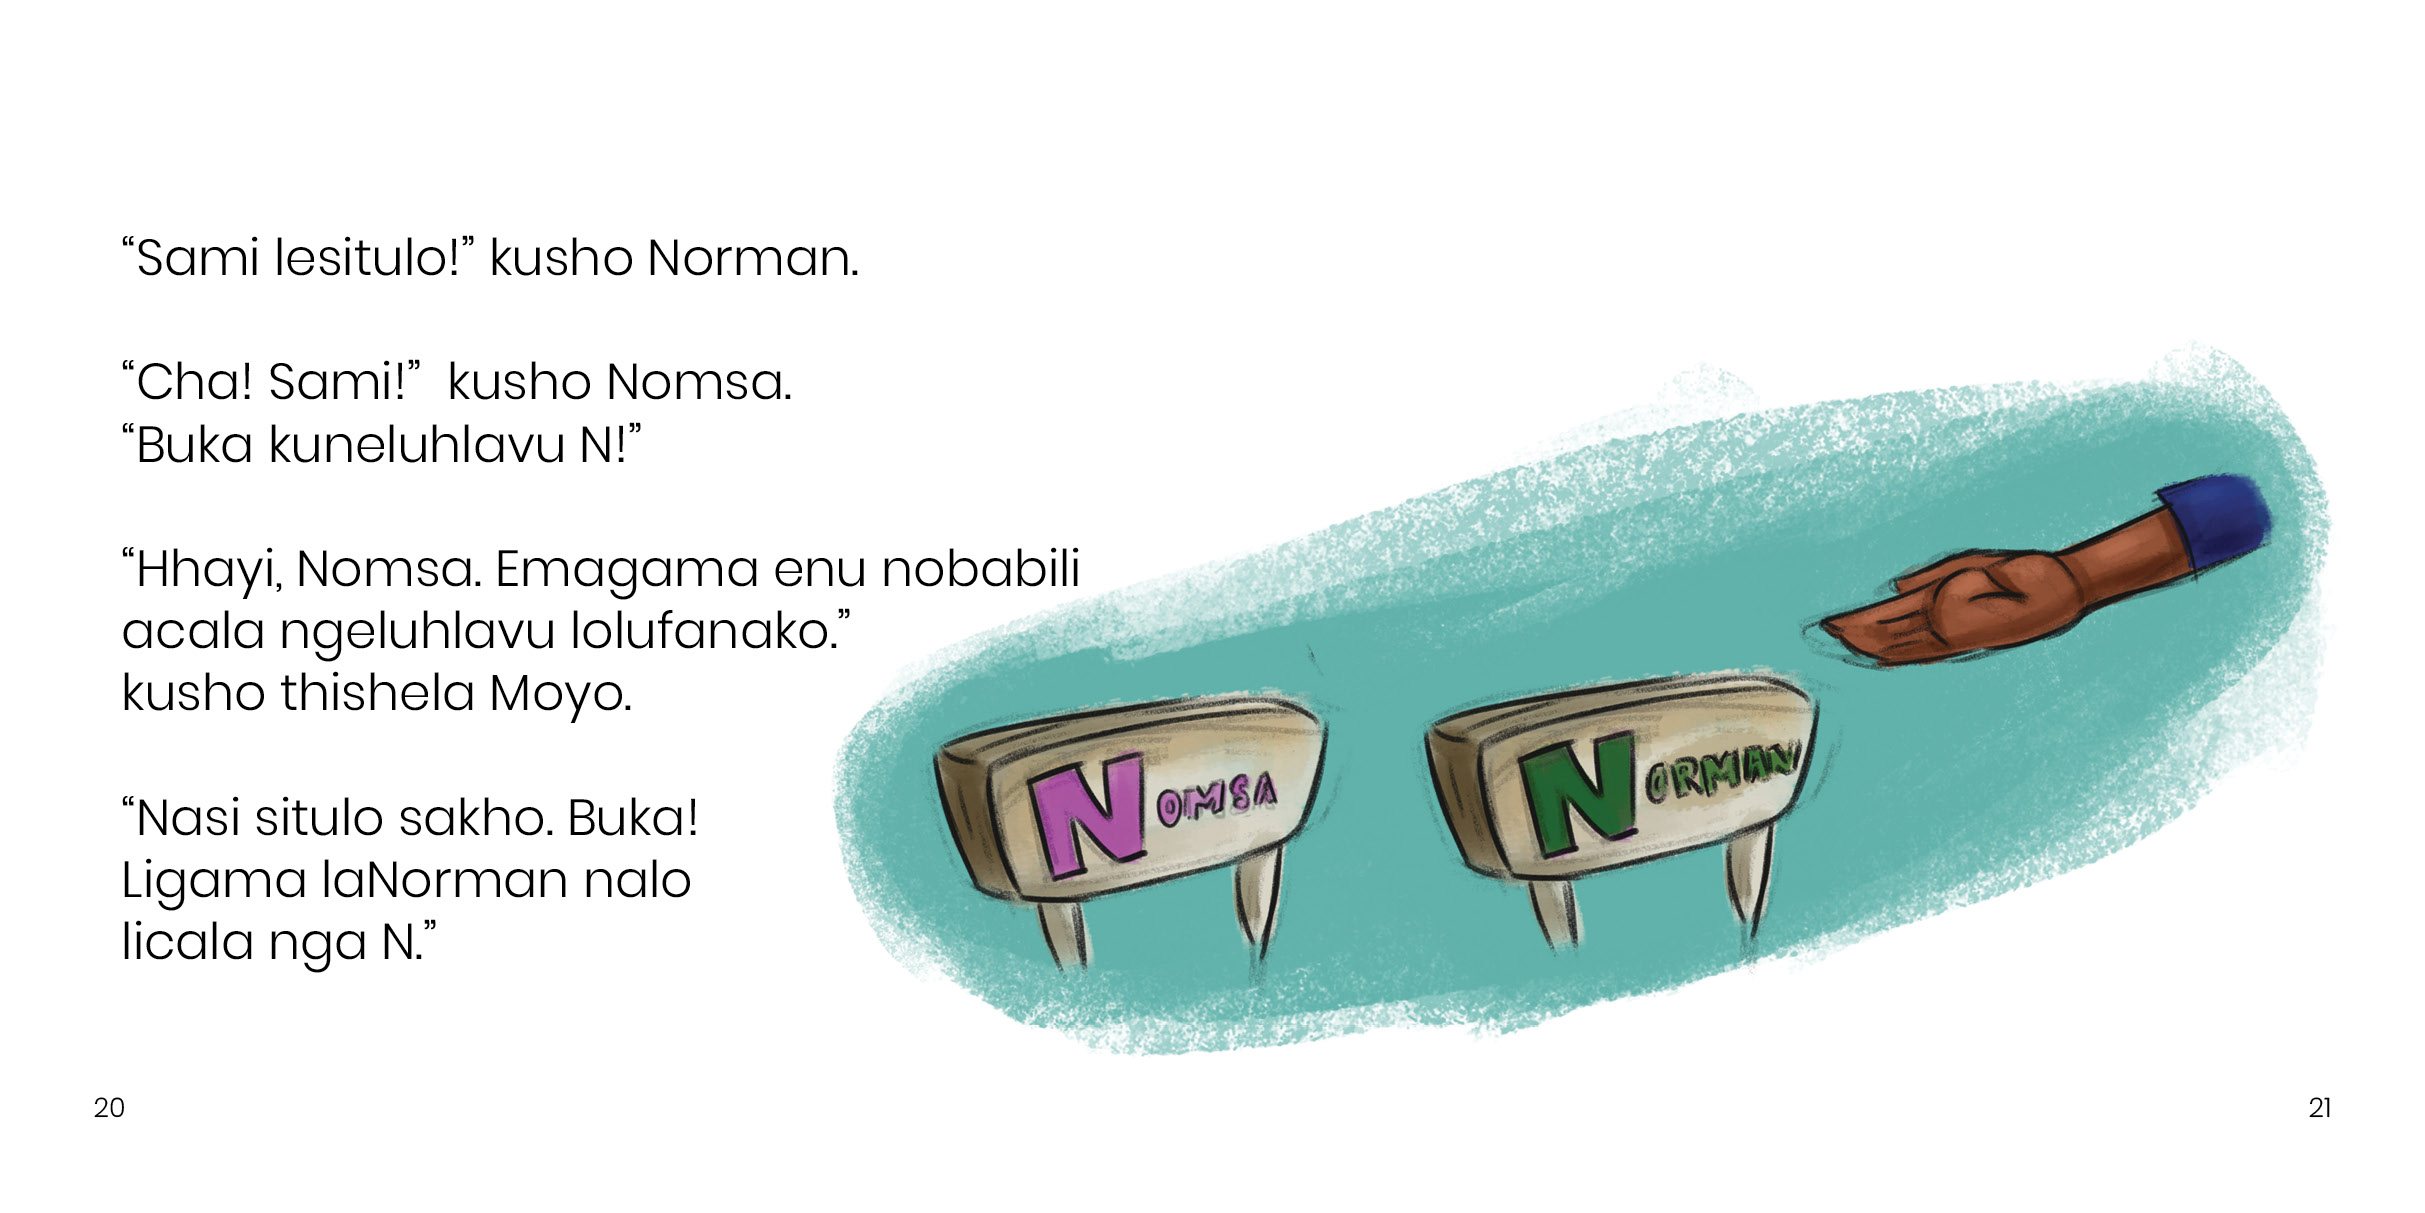 “Sami lesitulo!” kusho Norman.
“Cha! Sami!”  kusho Nomsa.
“Buka kuneluhlavu N!”
“Hhayi, Nomsa. Emagama enu nobabili
acala ngeluhlavu lolufanako.”
kusho thishela Moyo.
“Nasi situlo sakho. Buka!
Ligama laNorman nalo
licala nga N.”
NOMSA
NORMAN
20
21